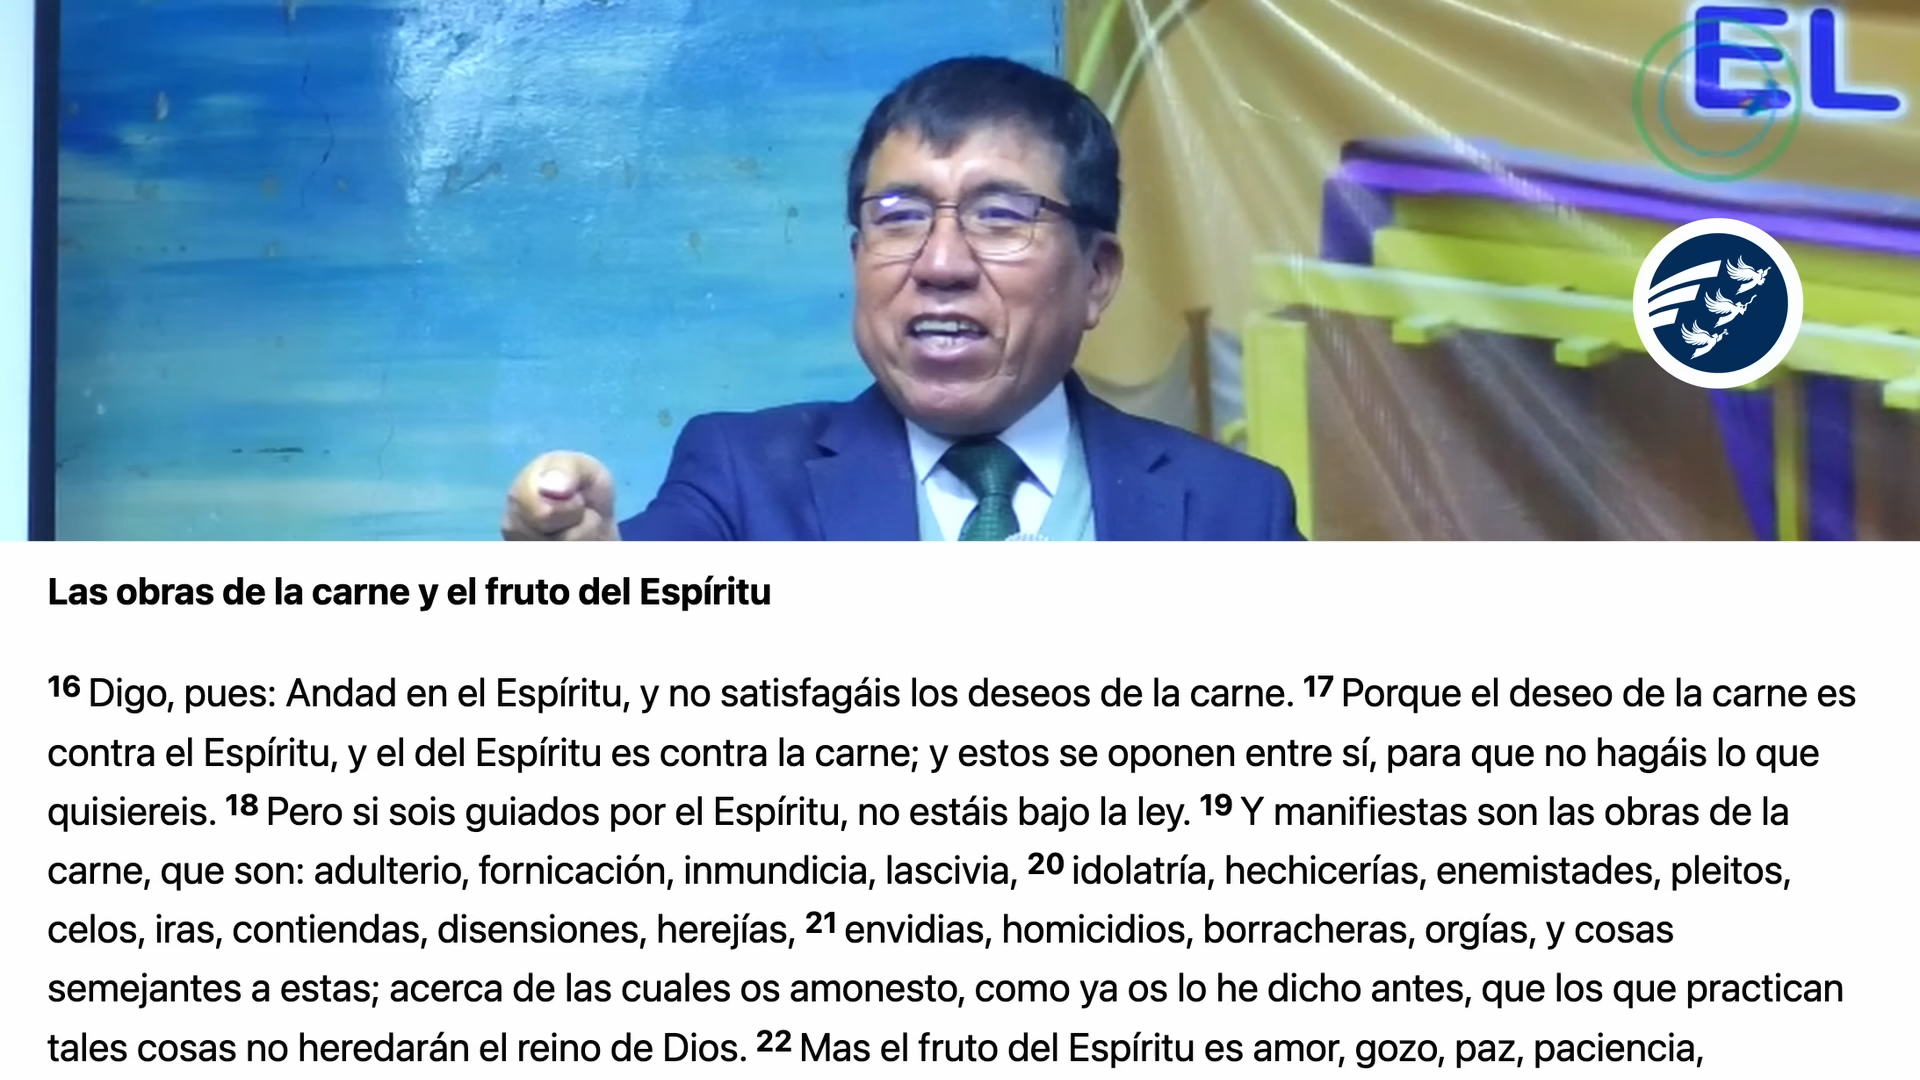 EL
Las obras de la carne y el fruto del Espíritu
16 Digo, pues: Andad en el Espíritu, y no satisfagáis los deseos de la carne. 17 Porque el deseo de la carne es
contra el Espíritu, y el del Espíritu es contra la carne; y estos se oponen entre sí, para que no hagáis lo que
quisiereis. 18 Pero si sois guiados por el Espíritu, no estáis bajo la ley. 19 Y manifiestas son las obras de la
carne, que son: adulterio, fornicación, inmundicia, lascivia, 20 idolatría, hechicerías, enemistades, pleitos,
celos, iras, contiendas, disensiones, herejías, 21 envidias, homicidios, borracheras, orgías, y cosas
semejantes a estas; acerca de las cuales os amonesto, como ya os lo he dicho antes, que los que practican
tales cosas no heredarán el reino de Dios. 22 Mas el fruto del Espíritu es amor, gozo, paz, paciencia,